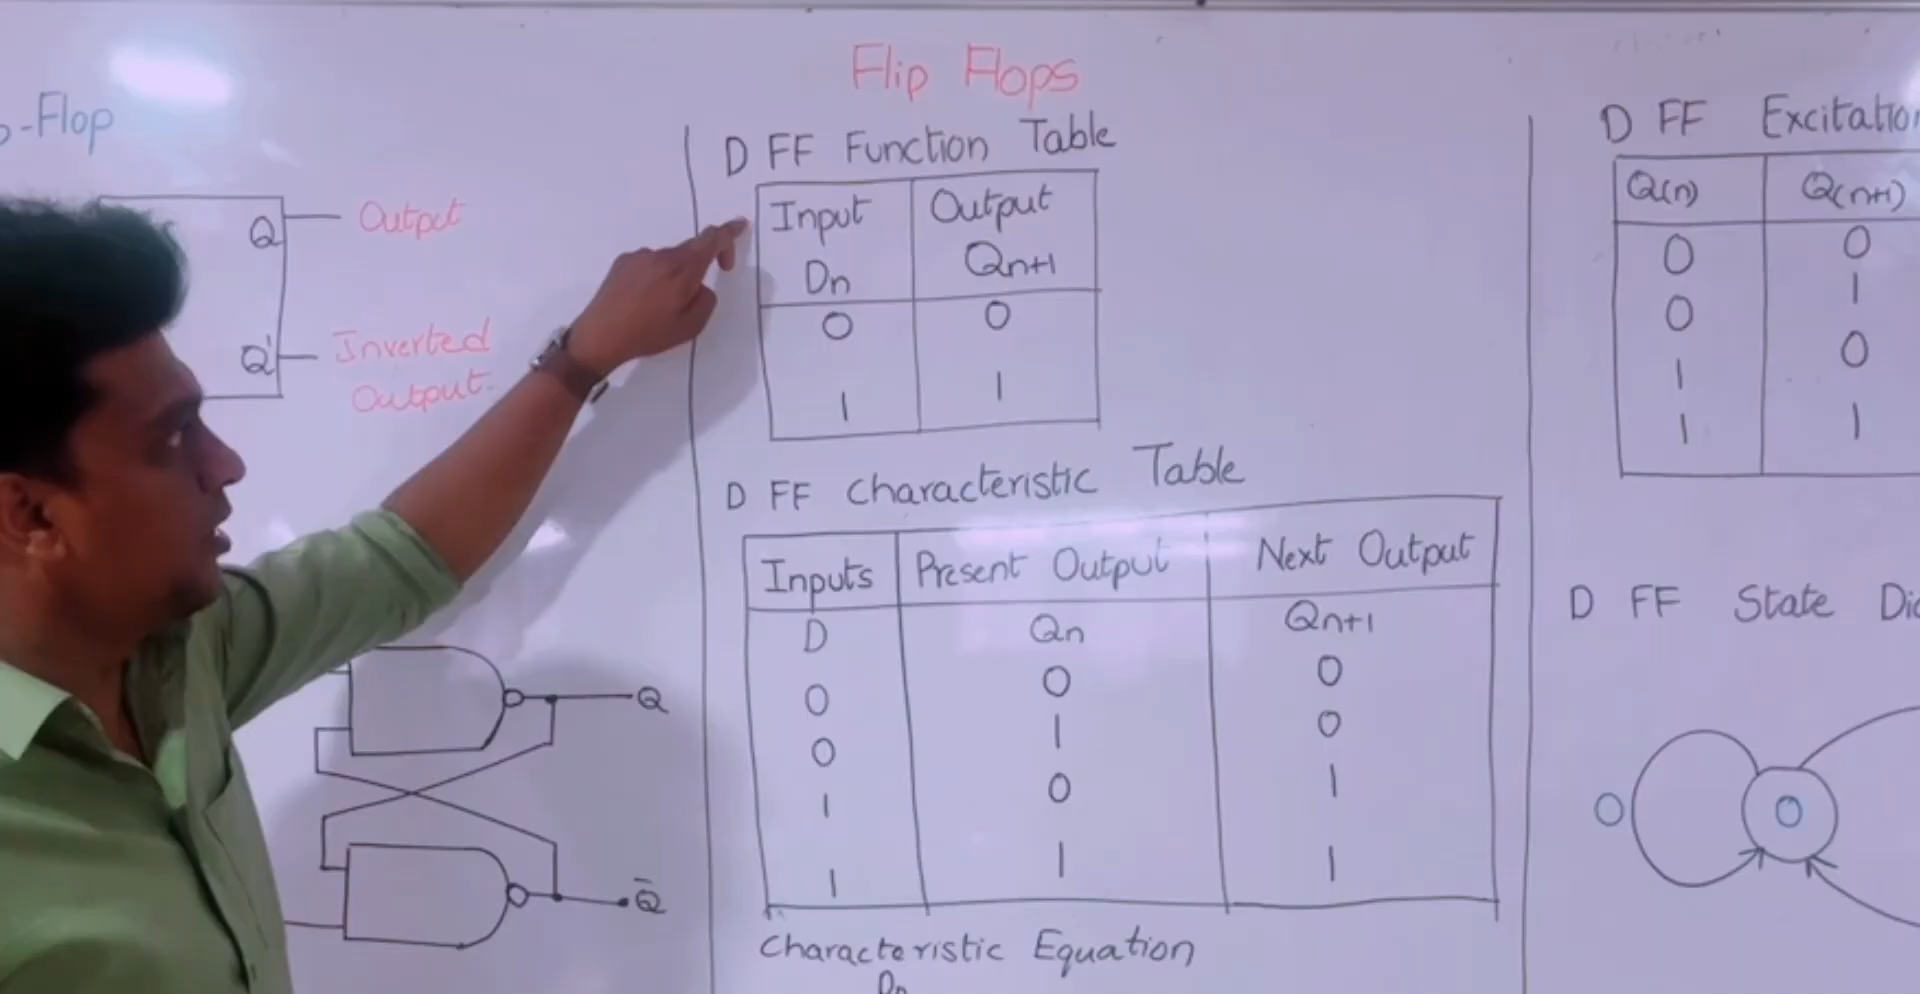 Flip Flops
-Flop
Q Output
Q' Inverted
Output.
Q
Q̅
D FF Function Table
Input Output
Dn Qn+1
0 0
1 1
D FF Characteristic Table
Inputs Present Output Next Output
D Qn Qn+1
0 0 0
0 1 0
1 0 1
1 1 1
Characteristic Equation
Dn
D FF Excitation
Q(n) Q(n+1)
0 0
0 1
1 0
1 1
D FF State
0 0